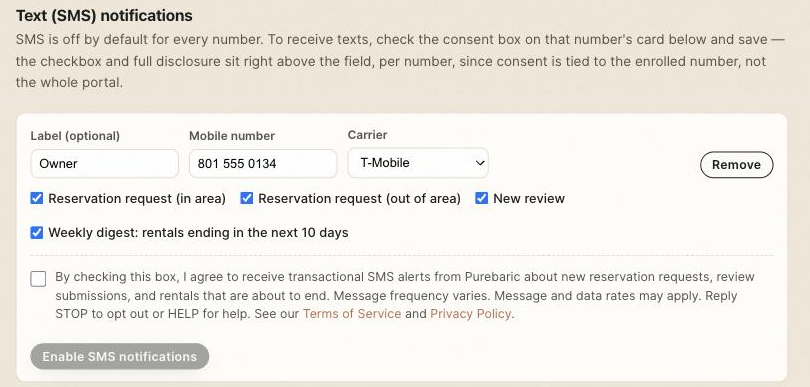 Text (SMS) notifications
SMS is off by default for every number. To receive texts, check the consent box on that number's card below and save —
the checkbox and full disclosure sit right above the field, per number, since consent is tied to the enrolled number, not
the whole portal.
Label (optional) Mobile number Carrier
Owner 801 555 0134 T-Mobile Remove
Reservation request (in area) Reservation request (out of area) New review
Weekly digest: rentals ending in the next 10 days
By checking this box, I agree to receive transactional SMS alerts from Purebaric about new reservation requests, review
submissions, and rentals that are about to end. Message frequency varies. Message and data rates may apply. Reply
STOP to opt out or HELP for help. See our Terms of Service and Privacy Policy.
Enable SMS notifications